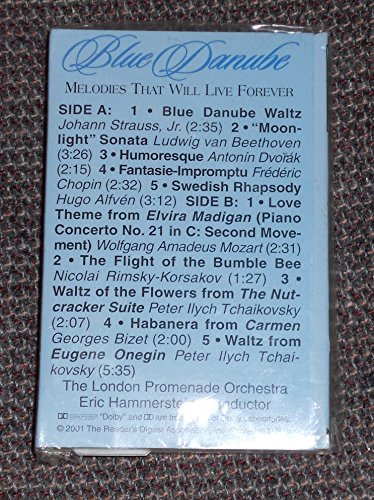 Blue Danube
MELODIES THAT WILL LIVE FOREVER
SIDE A: 1 • Blue Danube Waltz
Johann Strauss, Jr. (2:35) 2 • "Moon-
light" Sonata Ludwig van Beethoven
(3:26) 3 • Humoresque Antonín Dvořák
(2:15) 4 • Fantasie-Impromptu Frédéric
Chopin (2:32) 5 • Swedish Rhapsody
Hugo Alfvén (3:12) SIDE B: 1 • Love
Theme from Elvira Madigan (Piano
Concerto No. 21 in C: Second Move-
ment) Wolfgang Amadeus Mozart (2:31)
2 • The Flight of the Bumble Bee
Nicolai Rimsky-Korsakov (1:27) 3 •
Waltz of the Flowers from The Nut-
cracker Suite Peter Ilych Tchaikovsky
(2:07) 4 • Habanera from Carmen
Georges Bizet (2:00) 5 • Waltz from
Eugene Onegin Peter Ilych Tchai-
kovsky (5:35)
The London Promenade Orchestra
Eric Hammerstein, Conductor
"Dolby" and are trademarks of Dolby Laboratories.
© 2001 The Reader's Digest Association, Inc.